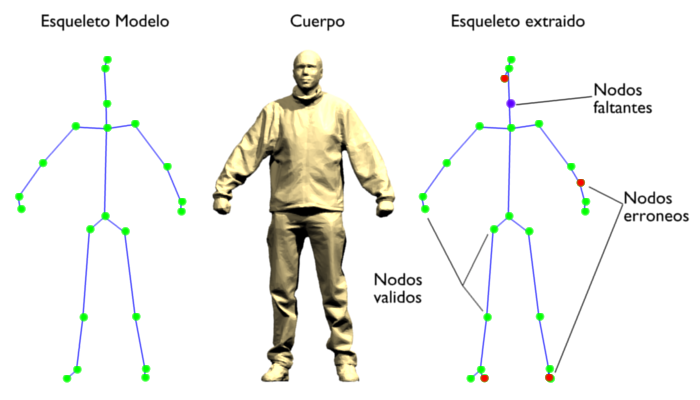 Esqueleto Modelo
Cuerpo
Esqueleto extraido
Nodos
faltantes
Nodos
erroneos
Nodos
validos